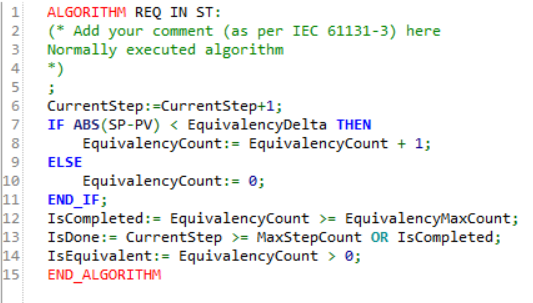 1 ALGORITHM REQ IN ST:
2 (* Add your comment (as per IEC 61131-3) here
3 Normally executed algorithm
4 *)
5 ;
6 CurrentStep:=CurrentStep+1;
7 IF ABS(SP-PV) < EquivalencyDelta THEN
8     EquivalencyCount:= EquivalencyCount + 1;
9 ELSE
10     EquivalencyCount:= 0;
11 END_IF;
12 IsCompleted:= EquivalencyCount >= EquivalencyMaxCount;
13 IsDone:= CurrentStep >= MaxStepCount OR IsCompleted;
14 IsEquivalent:= EquivalencyCount > 0;
15 END_ALGORITHM